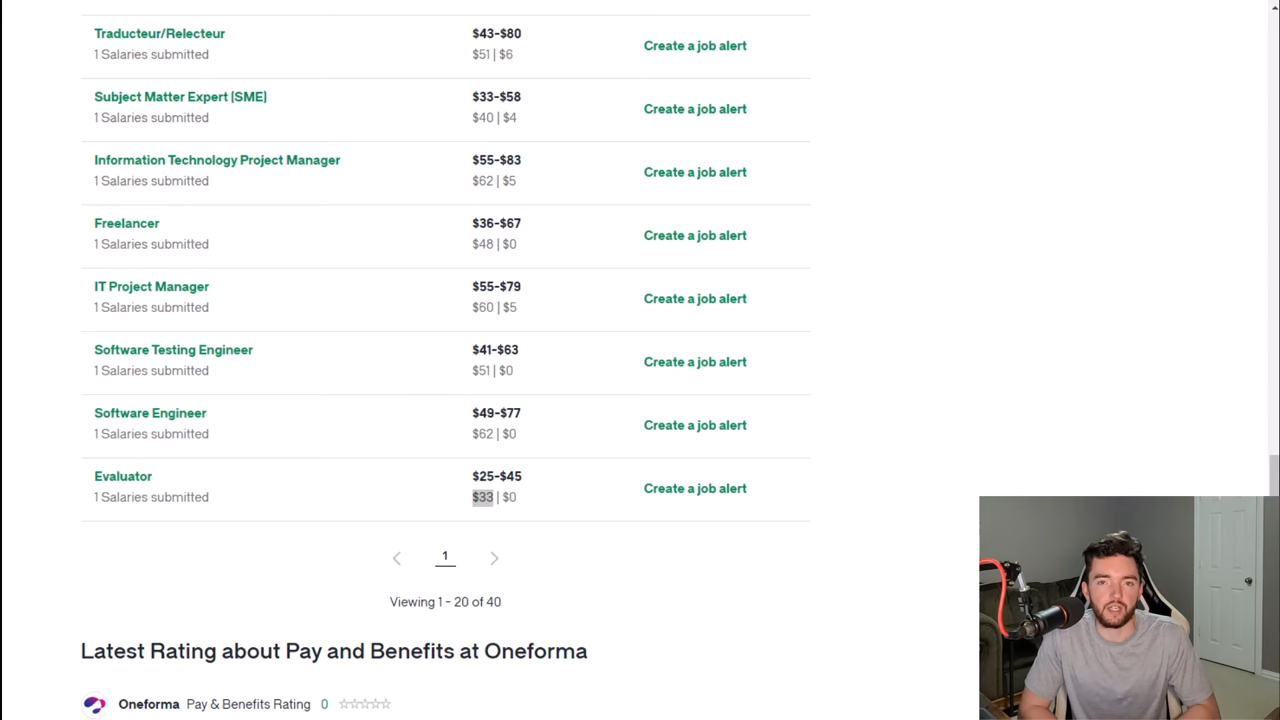 Traducteur/Relecteur
1 Salaries submitted
$43-$80
$51 | $6
Create a job alert
Subject Matter Expert (SME)
1 Salaries submitted
$33-$58
$40 | $4
Create a job alert
Information Technology Project Manager
1 Salaries submitted
$55-$83
$62 | $5
Create a job alert
Freelancer
1 Salaries submitted
$36-$67
$48 | $0
Create a job alert
IT Project Manager
1 Salaries submitted
$55-$79
$60 | $5
Create a job alert
Software Testing Engineer
1 Salaries submitted
$41-$63
$51 | $0
Create a job alert
Software Engineer
1 Salaries submitted
$49-$77
$62 | $0
Create a job alert
Evaluator
1 Salaries submitted
$25-$45
$33 | $0
Create a job alert
1
Viewing 1 - 20 of 40
Latest Rating about Pay and Benefits at Oneforma
Oneforma Pay & Benefits Rating 0